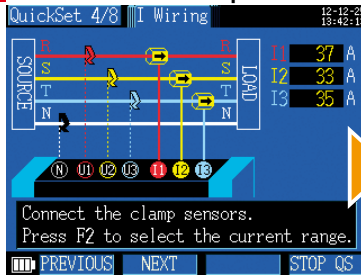 QuickSet 4/8 I Wiring
12-12-2
13:42:1
R R I1 37 A
S S I2 33 A
T T I3 35 A
N N
SOURCE
LOAD
N U1 U2 U3 I1 I2 I3
Connect the clamp sensors.
Press F2 to select the current range.
PREVIOUS NEXT STOP QS